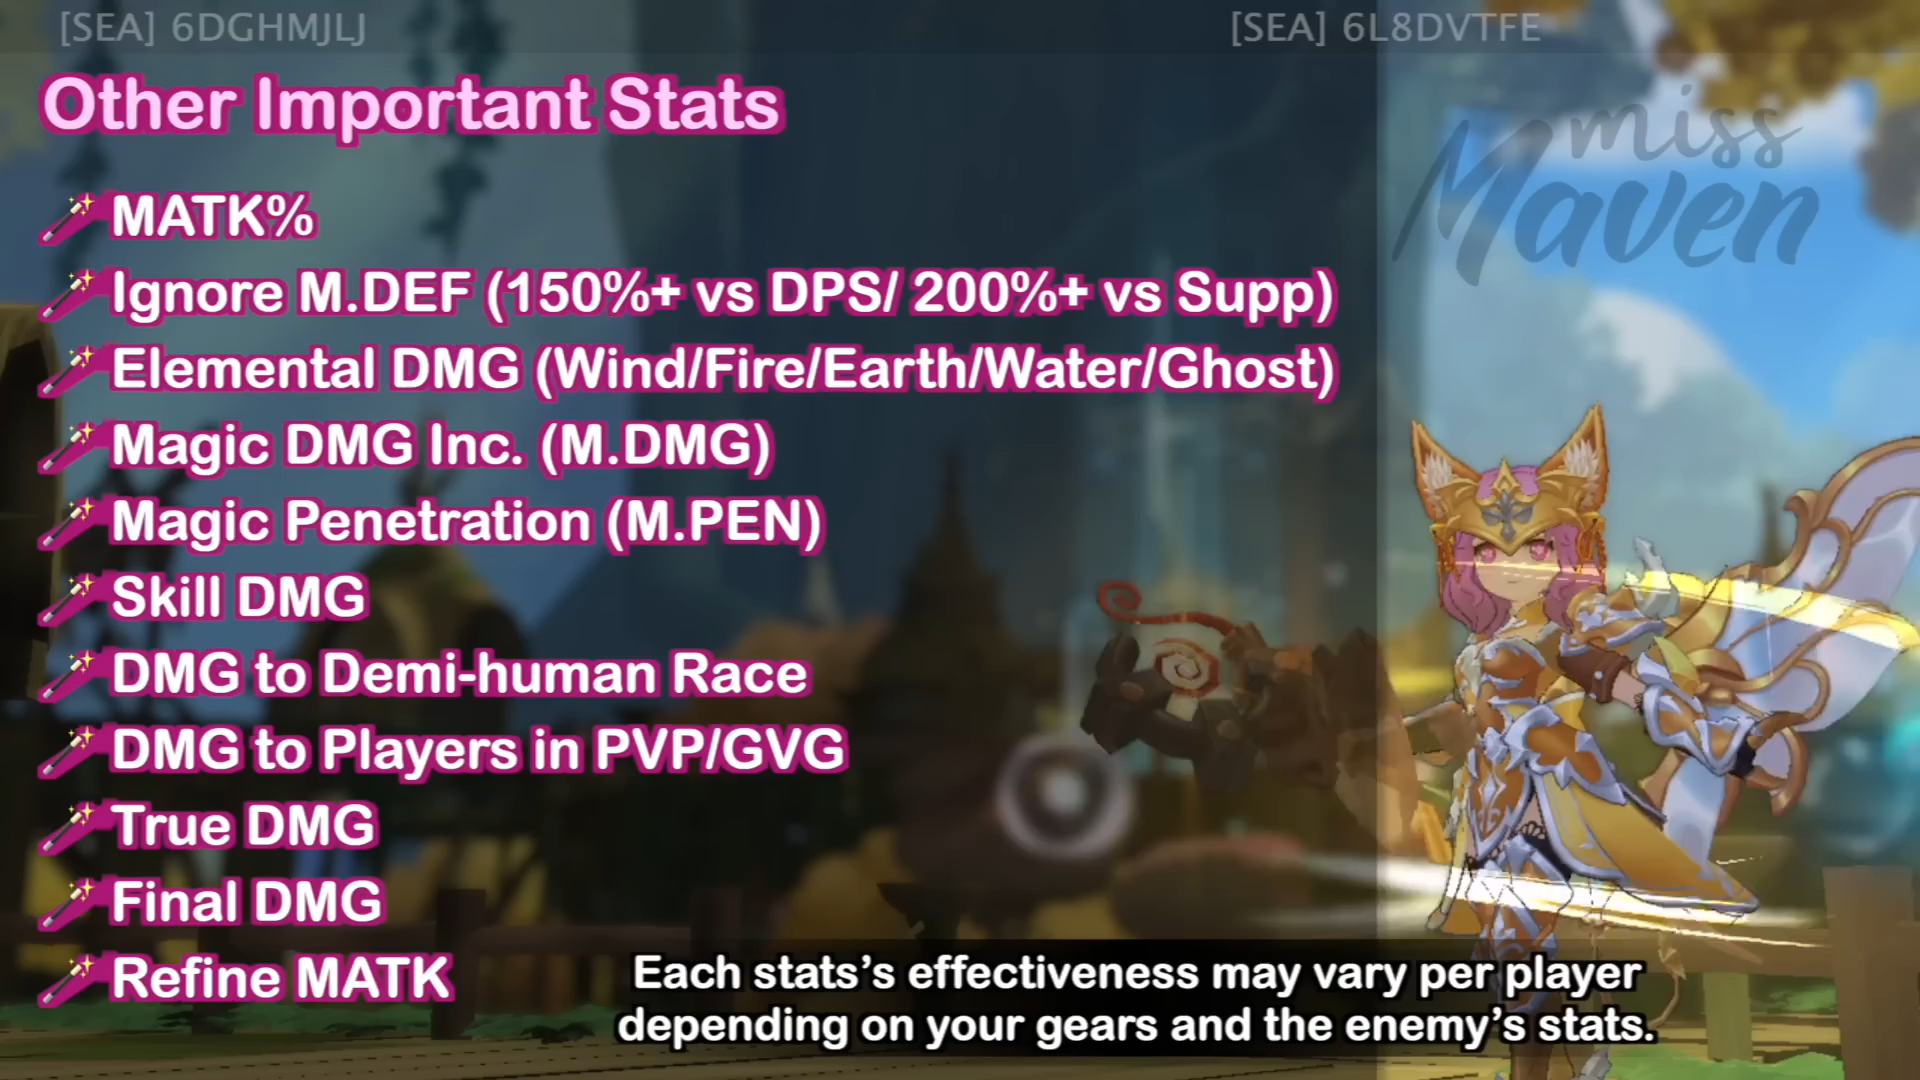 [SEA] 6DGHMJLJ
[SEA] 6L8DVTFE
miss
Maven
Other Important Stats
MATK%
Ignore M.DEF (150%+ vs DPS/ 200%+ vs Supp)
Elemental DMG (Wind/Fire/Earth/Water/Ghost)
Magic DMG Inc. (M.DMG)
Magic Penetration (M.PEN)
Skill DMG
DMG to Demi-human Race
DMG to Players in PVP/GVG
True DMG
Final DMG
Refine MATK
Each stats’s effectiveness may vary per player
depending on your gears and the enemy’s stats.